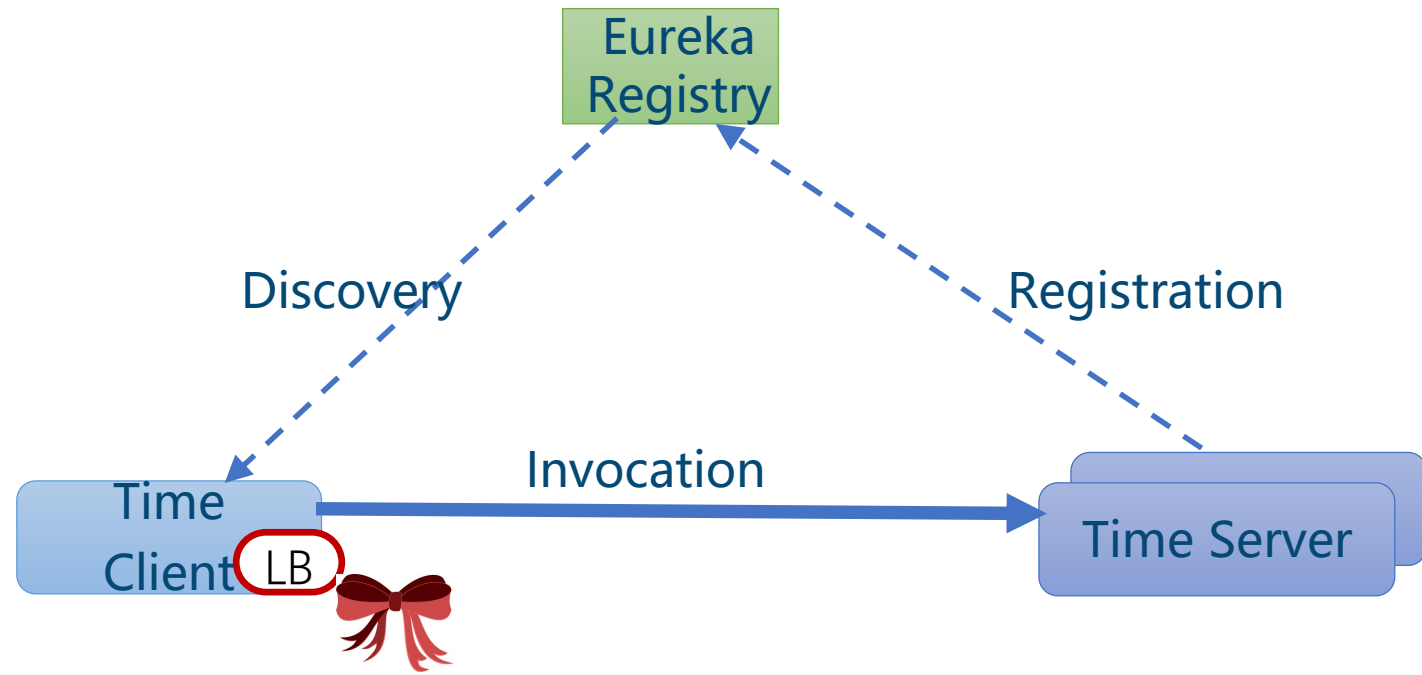 Eureka
Registry
Discovery
Registration
Invocation
Time
Client
LB
Time Server